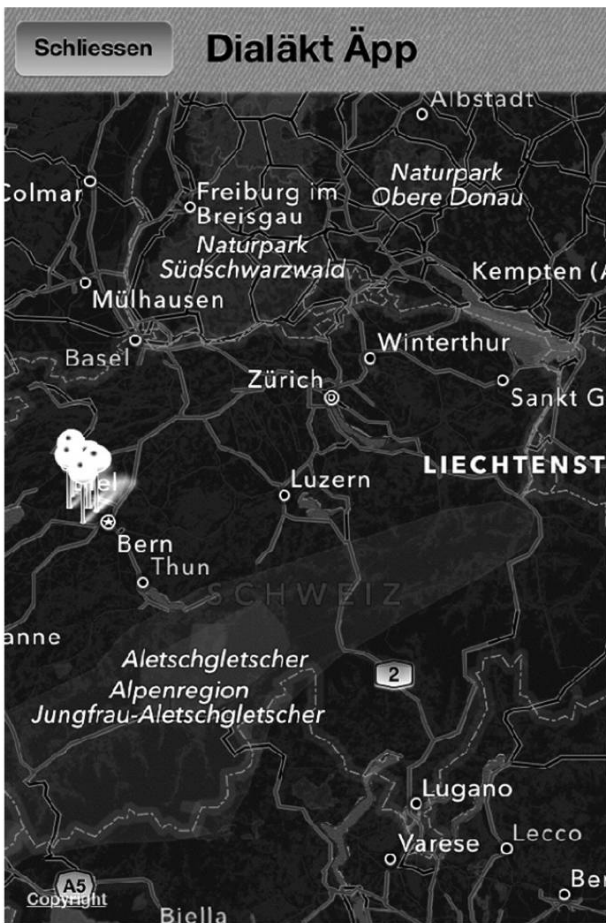 Schliessen
Dialäkt Äpp
Albstadt
Naturpark
Obere Donau
Colmar
Freiburg im
Breisgau
Naturpark
Südschwarzwald
Kempten (A
Mülhausen
Winterthur
Basel
Zürich
Sankt G
LIECHTENST
Luzern
Bern
Thun
SCHWEIZ
anne
Aletschgletscher
2
Alpenregion
Jungfrau-Aletschgletscher
Lugano
Varese
Lecco
A5
Ber
Copyright
Biella